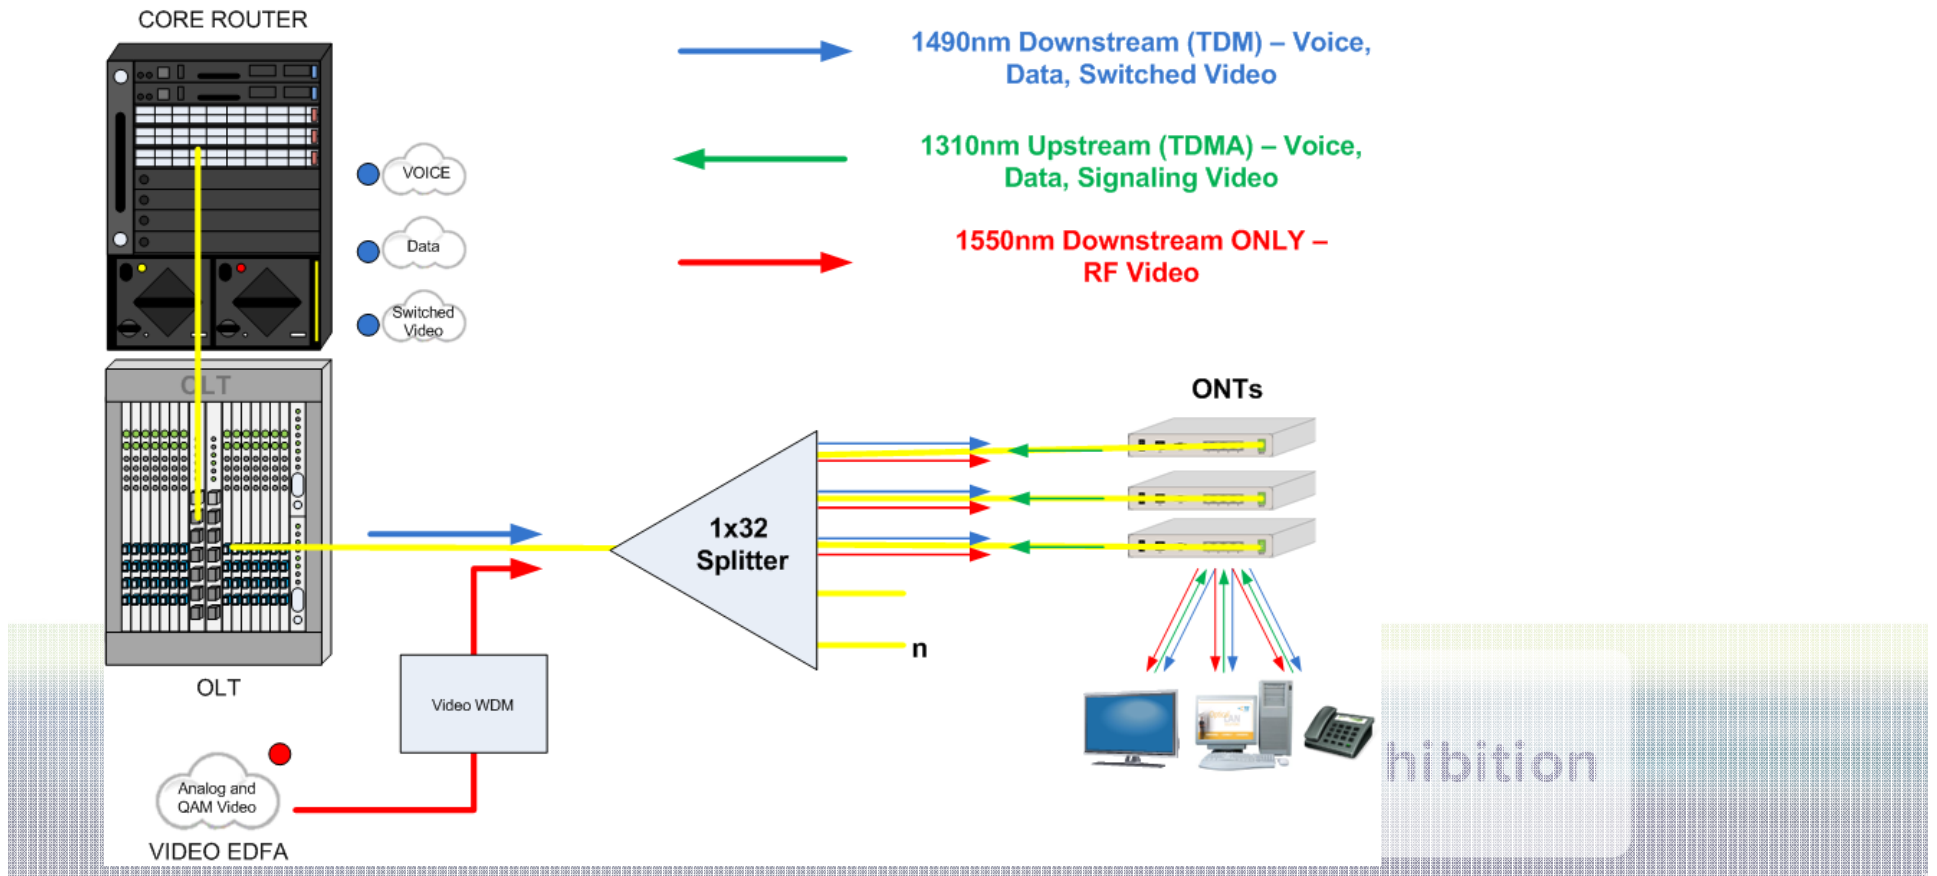 CORE ROUTER
1490nm Downstream (TDM) – Voice,
Data, Switched Video
1310nm Upstream (TDMA) – Voice,
Data, Signaling Video
1550nm Downstream ONLY –
RF Video
VOICE
Data
Switched
Video
OLT
ONTs
1x32
Splitter
n
OLT
Video WDM
Analog and
QAM Video
VIDEO EDFA
hibition